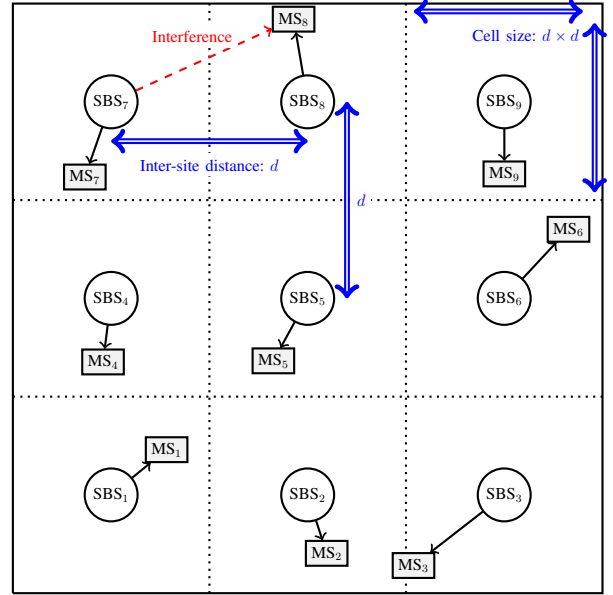 MS₈
Interference
Cell size: d × d
SBS₇
SBS₈
SBS₉
Inter-site distance: d
MS₇
MS₉
d
MS₆
SBS₄
SBS₅
SBS₆
MS₄
MS₅
MS₁
SBS₁
SBS₂
SBS₃
MS₂
MS₃